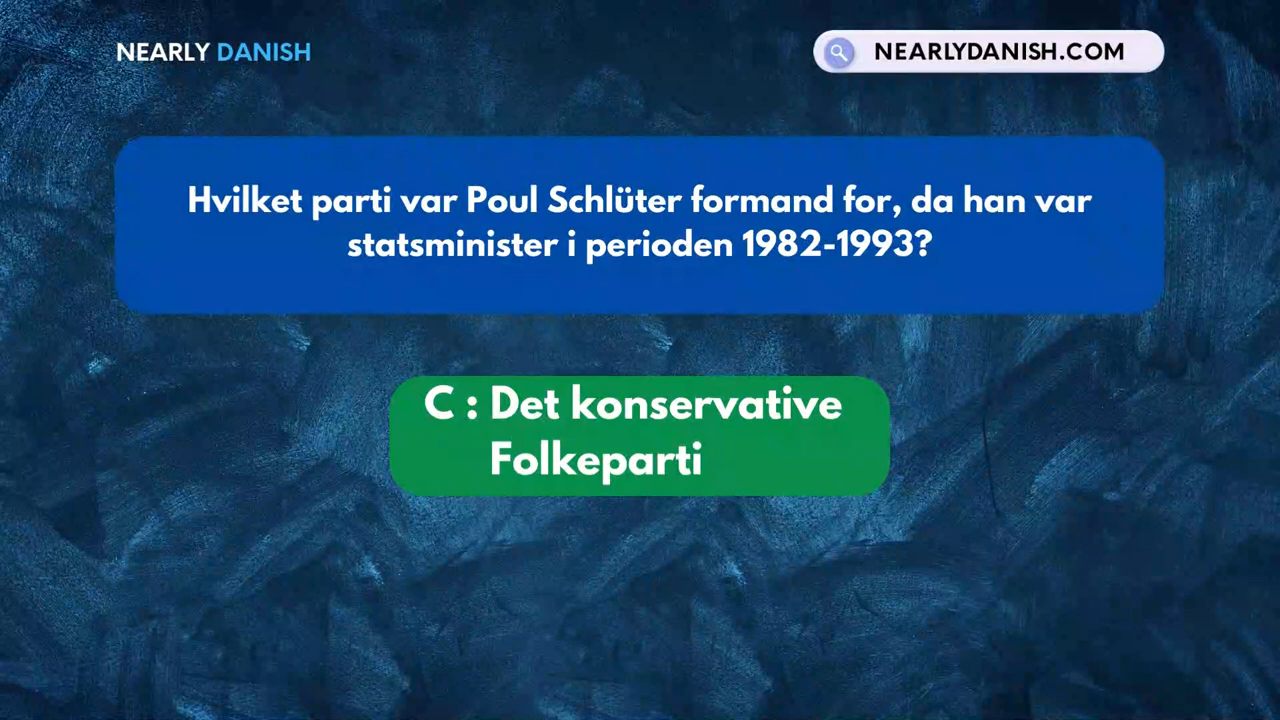 NEARLY DANISH
NEARLYDANISH.COM
Hvilket parti var Poul Schlüter formand for, da han var
statsminister i perioden 1982-1993?
C : Det konservative
Folkeparti